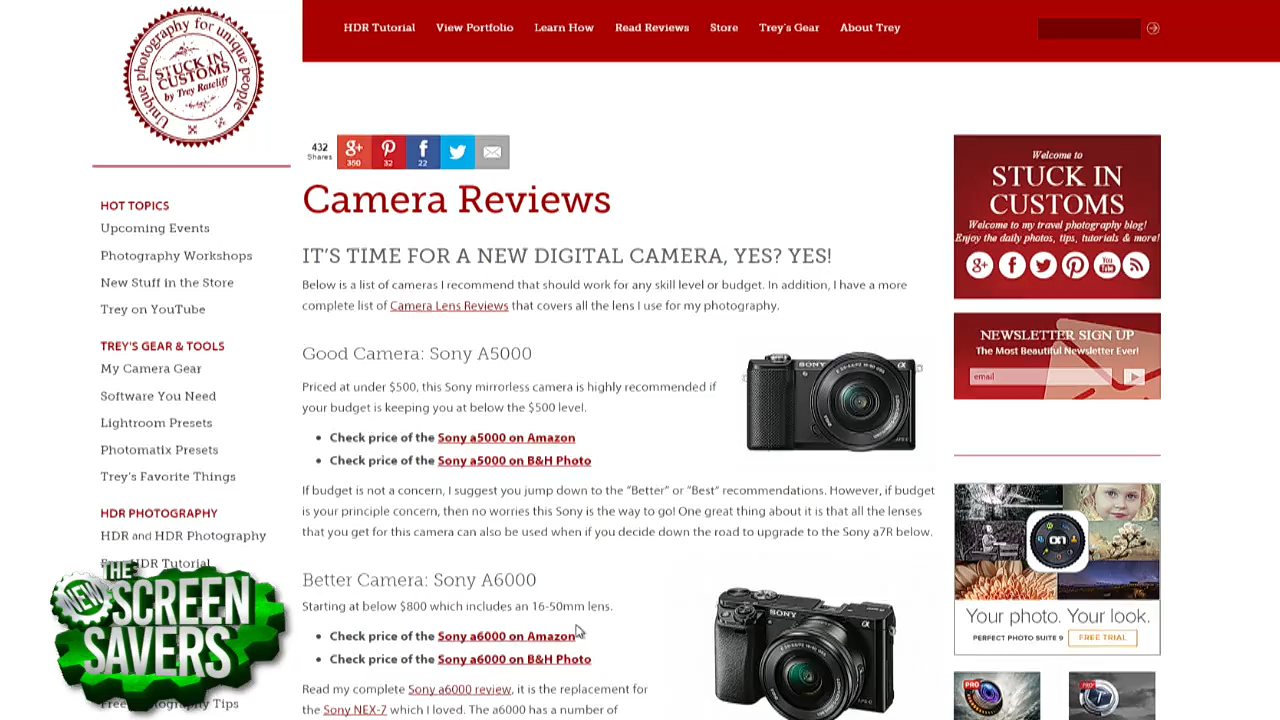 Unique photography for unique people
STUCK IN
CUSTOMS
by Trey Ratcliff
HDR Tutorial
View Portfolio
Learn How
Read Reviews
Store
Trey's Gear
About Trey
HOT TOPICS
Upcoming Events
Photography Workshops
New Stuff in the Store
Trey on YouTube
TREY'S GEAR & TOOLS
My Camera Gear
Software You Need
Lightroom Presets
Photomatix Presets
Trey's Favorite Things
HDR PHOTOGRAPHY
HDR and HDR Photography
HDR Tutorial
Tips
THE
NEW
SCREEN
SAVERS
432
Shares
g+
350
32
f
22
Camera Reviews
IT'S TIME FOR A NEW DIGITAL CAMERA, YES? YES!
Below is a list of cameras I recommend that should work for any skill level or budget. In addition, I have a more
complete list of Camera Lens Reviews that covers all the lens I use for my photography.
Good Camera: Sony A5000
Priced at under $500, this Sony mirrorless camera is highly recommended if
your budget is keeping you at below the $500 level.
• Check price of the Sony a5000 on Amazon
• Check price of the Sony a5000 on B&H Photo
SONY
If budget is not a concern, I suggest you jump down to the "Better" or "Best" recommendations. However, if budget
is your principle concern, then no worries this Sony is the way to go! One great thing about it is that all the lenses
that you get for this camera can also be used when if you decide down the road to upgrade to the Sony a7R below.
Better Camera: Sony A6000
Starting at below $800 which includes an 16-50mm lens.
• Check price of the Sony a6000 on Amazon
• Check price of the Sony a6000 on B&H Photo
SONY
Read my complete Sony a6000 review, it is the replacement for
the Sony NEX-7 which I loved. The a6000 has a number of
Welcome to
STUCK IN
CUSTOMS
Welcome to my travel photography blog!
Enjoy the daily photos, tips, tutorials & more!
g+
f
You
Tube
NEWSLETTER SIGN UP
The Most Beautiful Newsletter Ever!
email
on
Your photo. Your look.
PERFECT PHOTO SUITE 9
FREE TRIAL
PRO
PRO